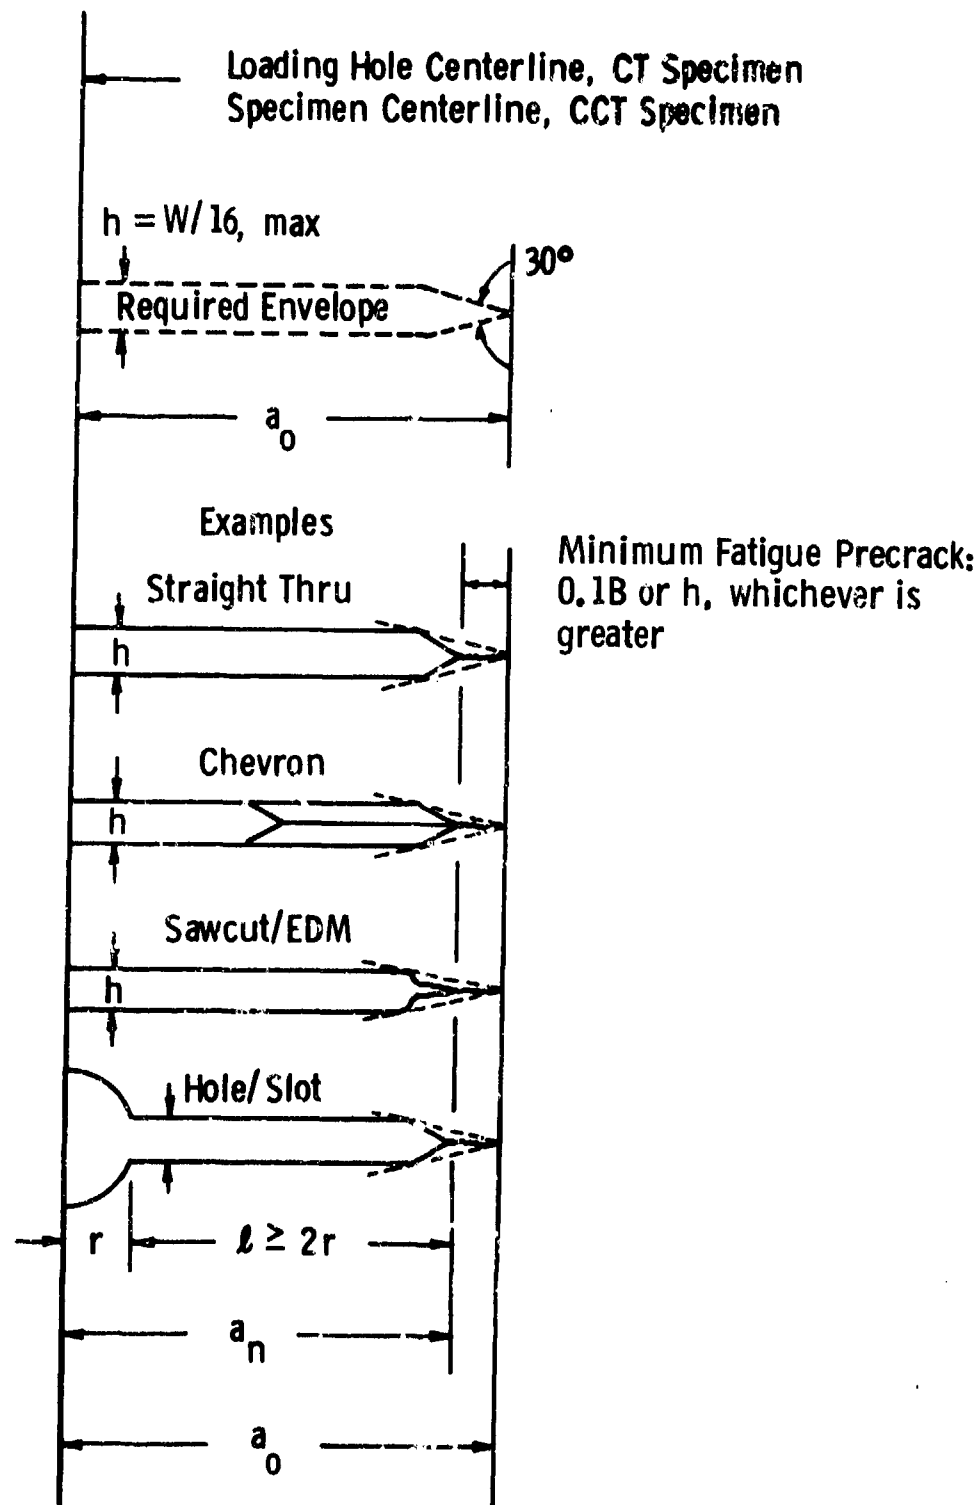 Loading Hole Centerline, CT Specimen
Specimen Centerline, CCT Specimen
h = W/16, max
30°
Required Envelope
a₀
Examples
Minimum Fatigue Precrack:
0.1B or h, whichever is
greater
Straight Thru
h
Chevron
h
Sawcut/EDM
h
Hole/Slot
r
ℓ ≥ 2r
aₙ
a₀